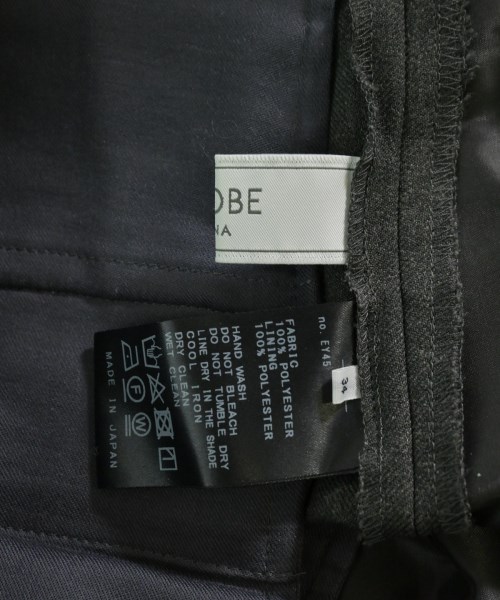 OBE
NA
no. EY45
34
FABRIC
100% POLYESTER
LINING
100% POLYESTER
HAND WASH
DO NOT BLEACH
DO NOT TUMBLE DRY
LINE DRY IN THE SHADE
COOL IRON
DRY CLEAN
WET CLEAN
F W
MADE IN JAPAN